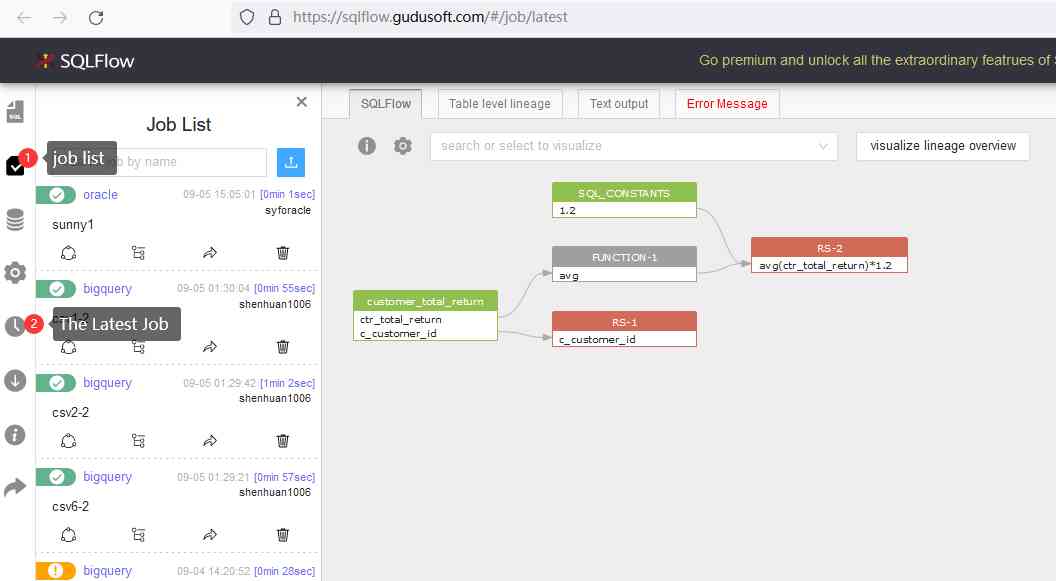 https://sqlflow.gudusoft.com/#/job/latest
SQLFlow
Go premium and unlock all the extraordinary featrues of
SQL
1
job list
2
The Latest Job
Job List
job by name
oracle 09-05 15:05:01 [0min 1sec]
syforacle
sunny1
bigquery 09-05 01:30:04 [0min 55sec]
shenhuan1006
bigquery 09-05 01:29:42 [1min 2sec]
shenhuan1006
csv2-2
bigquery 09-05 01:29:21 [0min 57sec]
shenhuan1006
csv6-2
bigquery 09-04 14:20:52 [0min 28sec]
SQLFlow
Table level lineage
Text output
Error Message
search or select to visualize
visualize lineage overview
customer_total_return
ctr_total_return
c_customer_id
SQL_CONSTANTS
1.2
FUNCTION-1
avg
RS-1
c_customer_id
RS-2
avg(ctr_total_return)*1.2